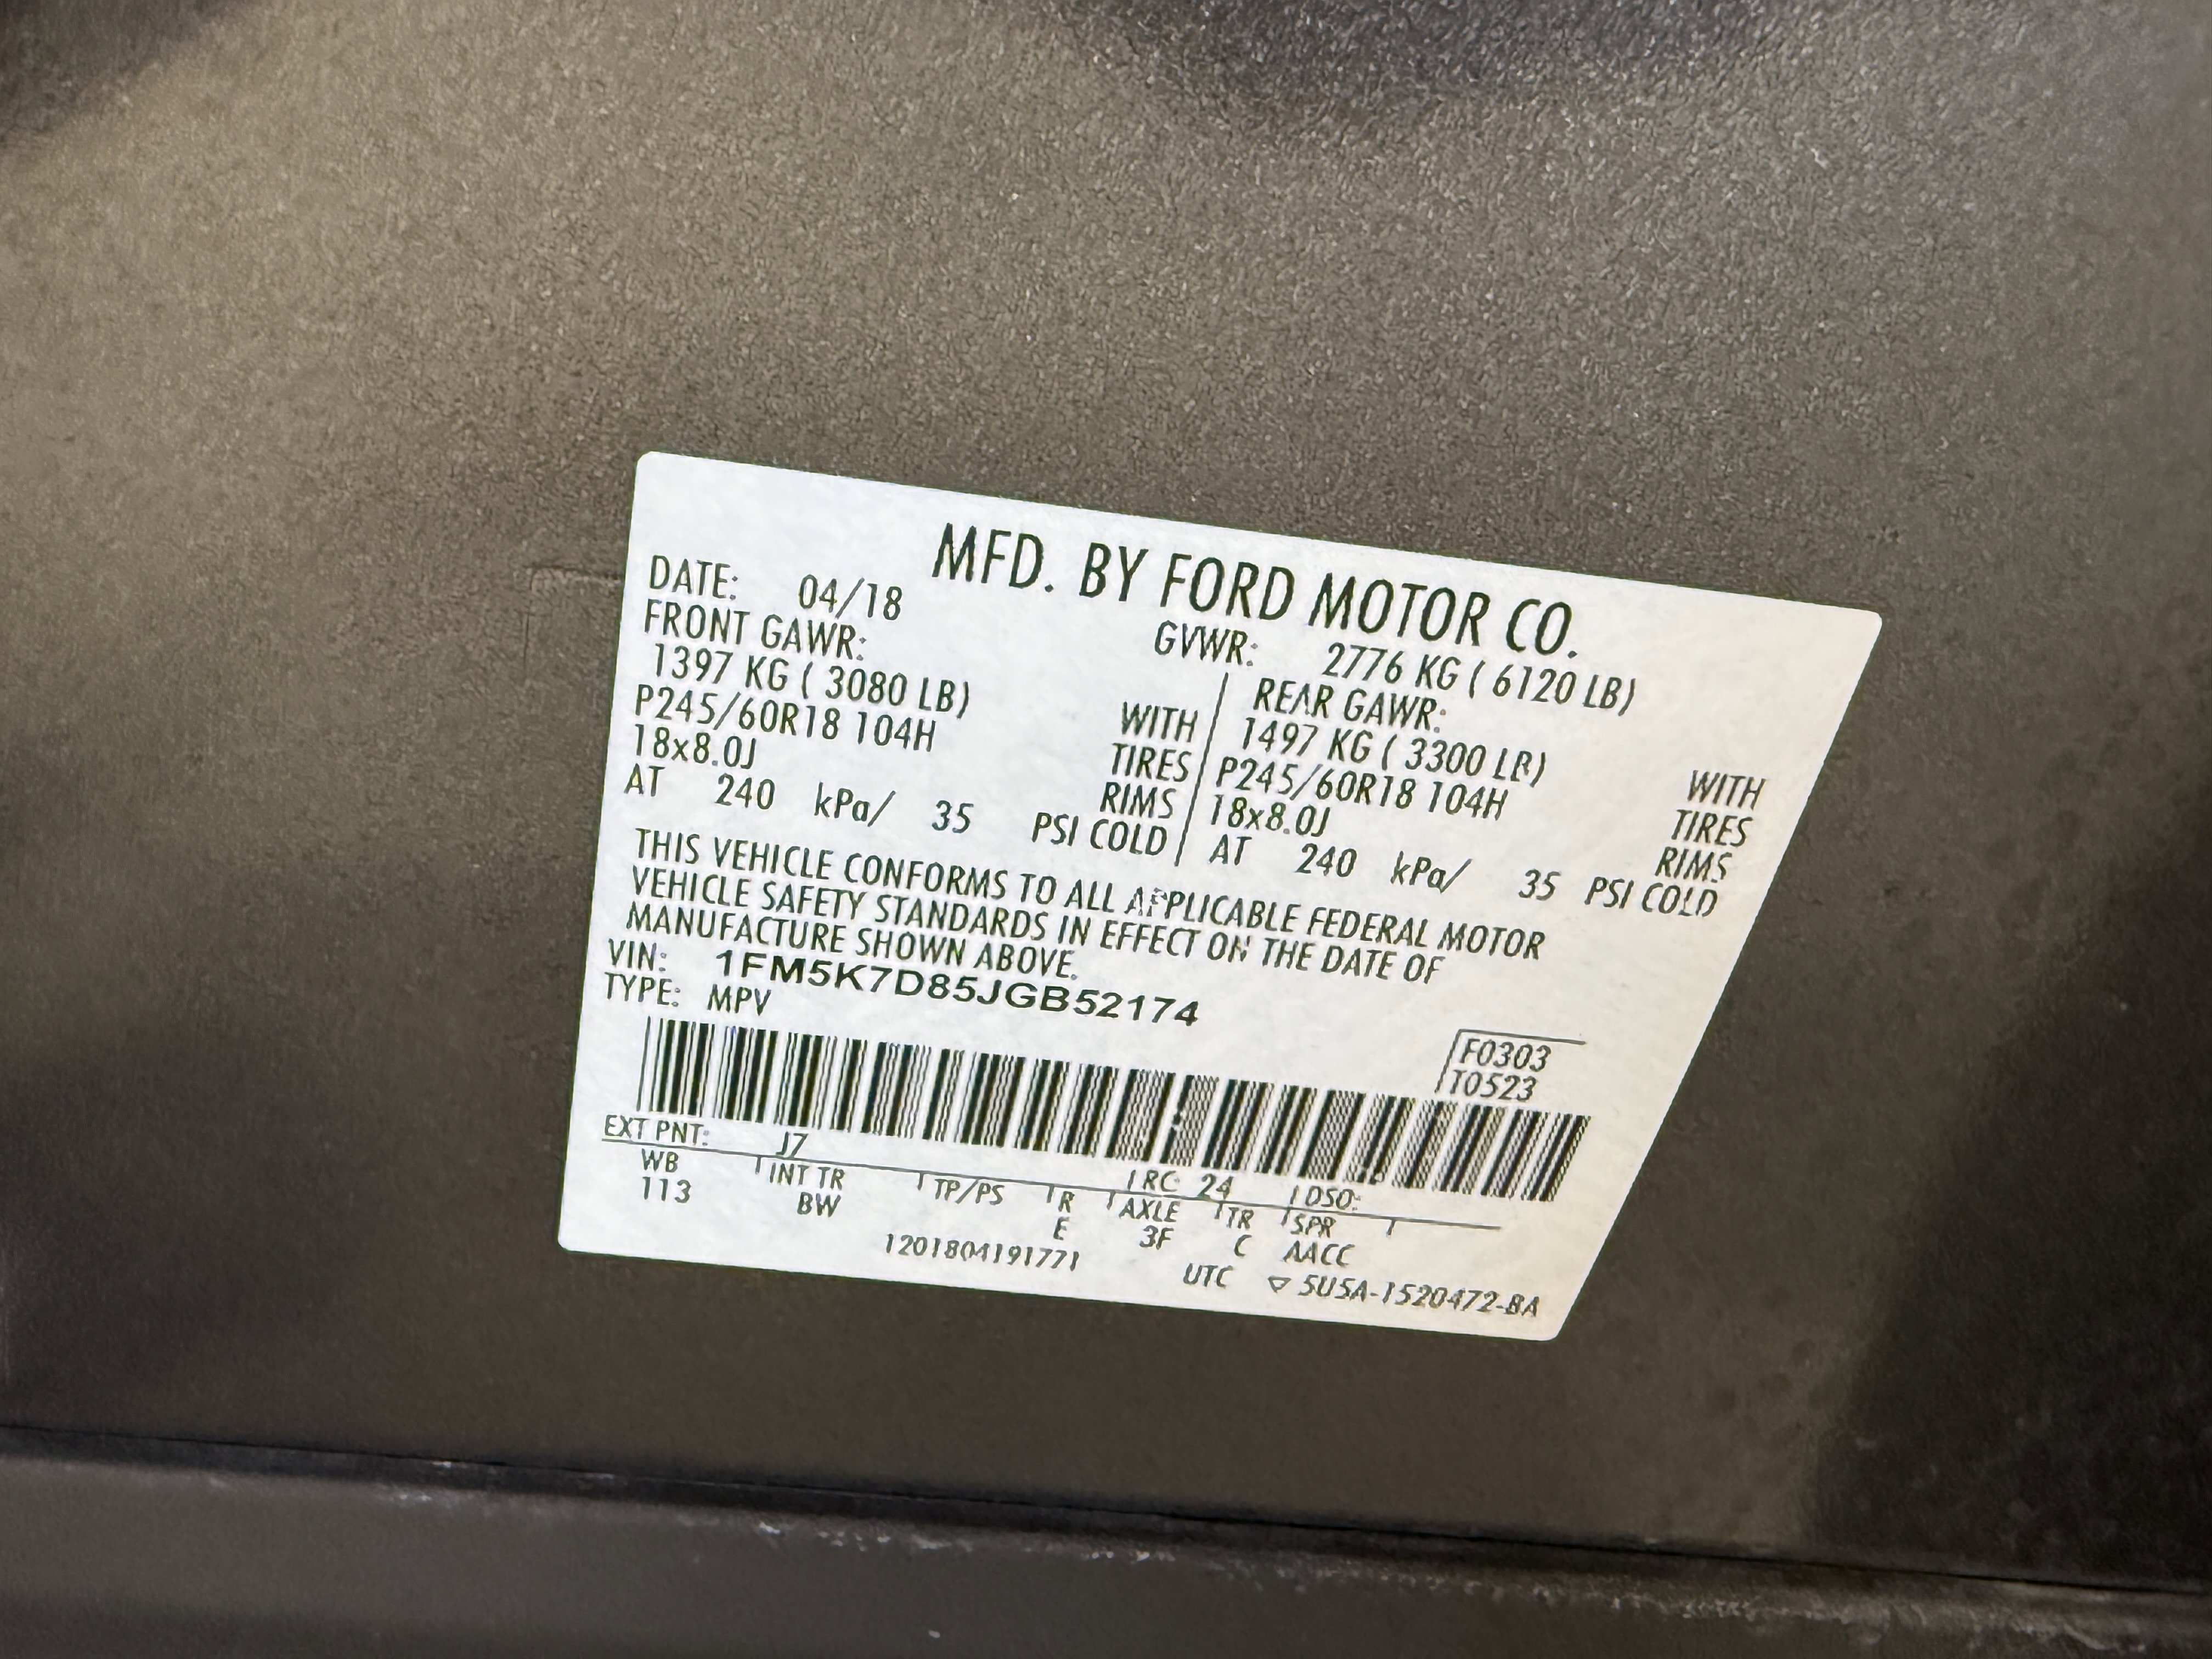 MFD. BY FORD MOTOR CO.
DATE: 04/18 GVWR: 2776 KG ( 6120 LB)
FRONT GAWR: REAR GAWR:
1397 KG ( 3080 LB) WITH 1497 KG ( 3300 LB) WITH
P245/60R18 104H TIRES P245/60R18 104H TIRES
18x8.0J RIMS 18x8.0J RIMS
AT 240 kPa/ 35 PSI COLD AT 240 kPa/ 35 PSI COLD
THIS VEHICLE CONFORMS TO ALL APPLICABLE FEDERAL MOTOR
VEHICLE SAFETY STANDARDS IN EFFECT ON THE DATE OF
MANUFACTURE SHOWN ABOVE.
VIN: 1FM5K7D85JGB52174
TYPE: MPV
F0303
T0523
EXT PNT: J7 RC: 24 DSO:
WB INT TR TP/PS R AXLE TR SPR
113 BW E 3F C AACC
1201804191771 UTC ▽ 5U5A-1520472-BA